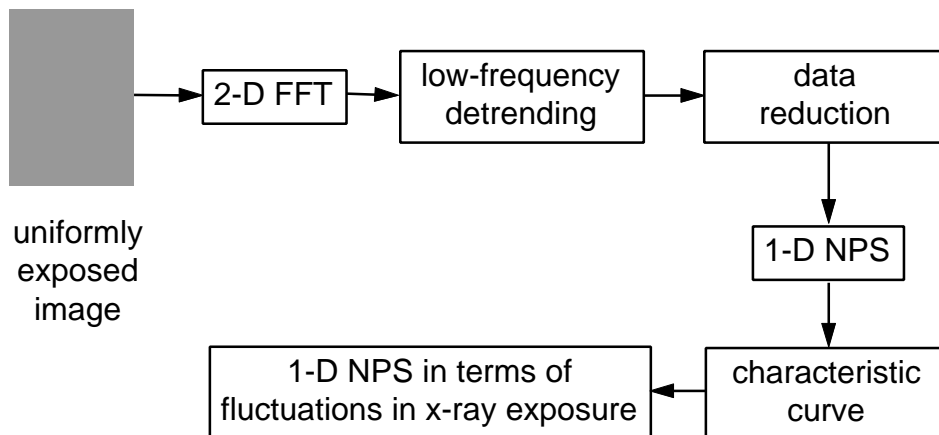 uniformly
exposed
image
2-D FFT
low-frequency
detrending
data
reduction
1-D NPS
characteristic
curve
1-D NPS in terms of
fluctuations in x-ray exposure